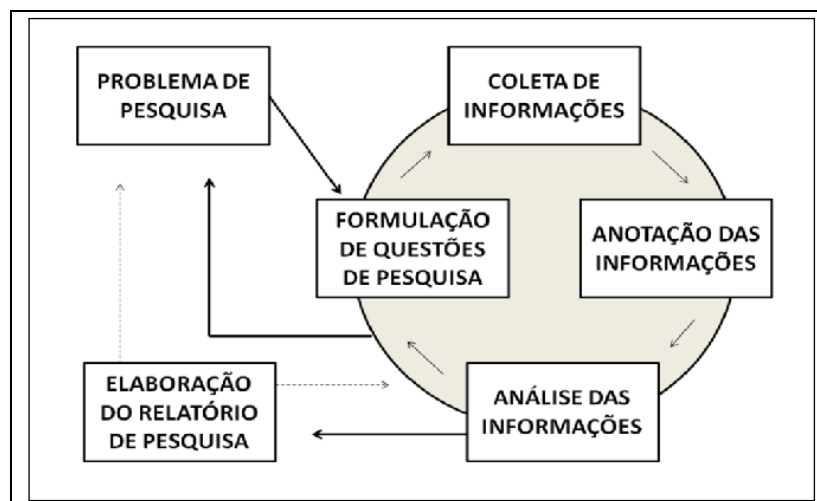 PROBLEMA DE
PESQUISA
COLETA DE
INFORMAÇÕES
FORMULAÇÃO
DE QUESTÕES
DE PESQUISA
ANOTAÇÃO DAS
INFORMAÇÕES
ELABORAÇÃO
DO RELATÓRIO
DE PESQUISA
ANÁLISE DAS
INFORMAÇÕES